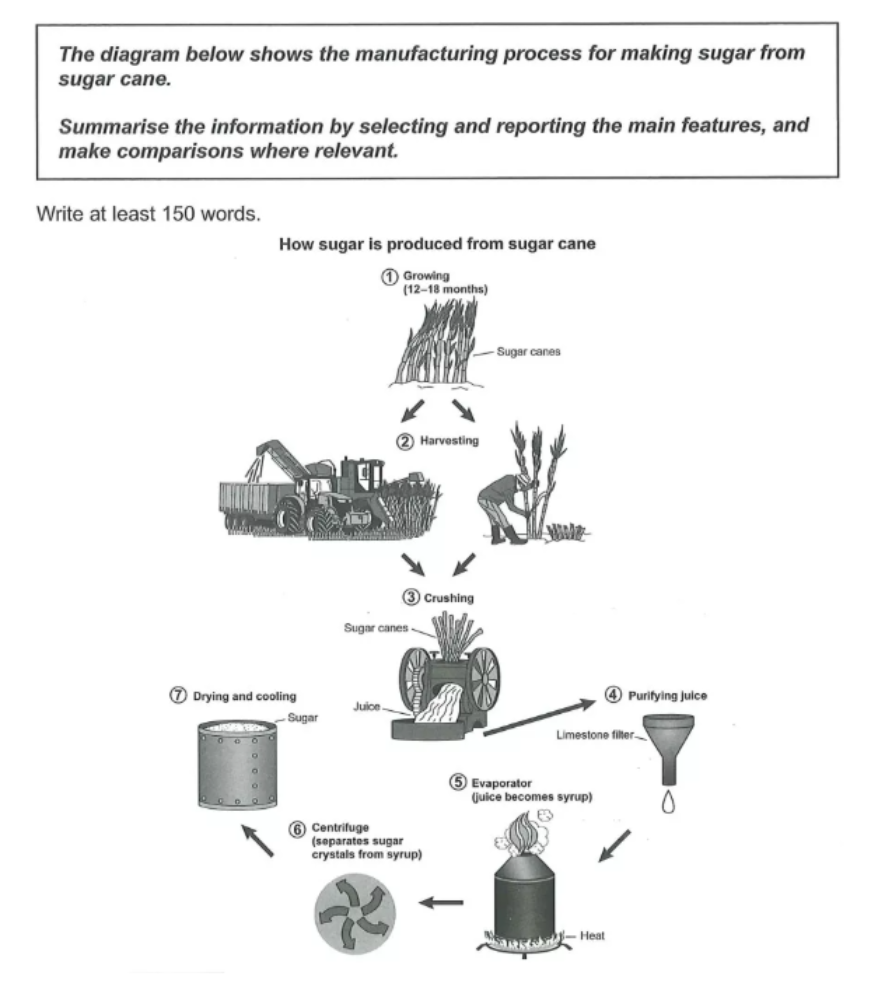 The diagram below shows the manufacturing process for making sugar from
sugar cane.
Summarise the information by selecting and reporting the main features, and
make comparisons where relevant.
Write at least 150 words.
How sugar is produced from sugar cane
① Growing
(12–18 months)
Sugar canes
② Harvesting
③ Crushing
Sugar canes
Juice
④ Purifying juice
Limestone filter
⑤ Evaporator
(juice becomes syrup)
Heat
⑥ Centrifuge
(separates sugar
crystals from syrup)
⑦ Drying and cooling
Sugar